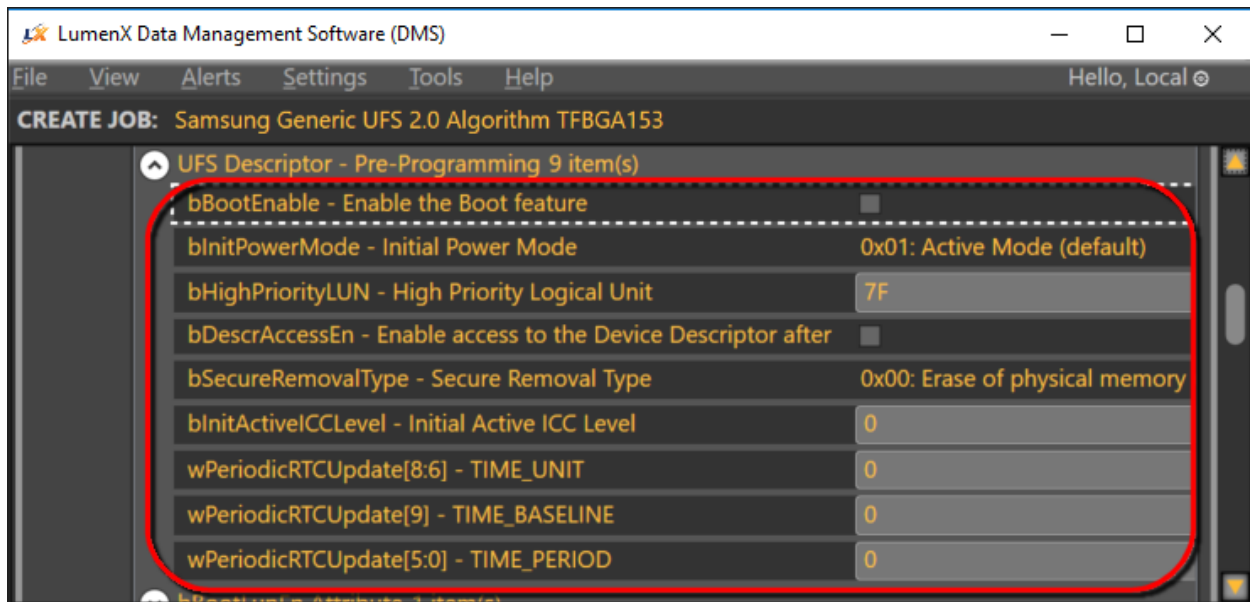 LumenX Data Management Software (DMS)
File View Alerts Settings Tools Help Hello, Local
CREATE JOB: Samsung Generic UFS 2.0 Algorithm TFBGA153
UFS Descriptor - Pre-Programming 9 item(s)
bBootEnable - Enable the Boot feature
bInitPowerMode - Initial Power Mode 0x01: Active Mode (default)
bHighPriorityLUN - High Priority Logical Unit 7F
bDescrAccessEn - Enable access to the Device Descriptor after
bSecureRemovalType - Secure Removal Type 0x00: Erase of physical memory
bInitActiveICCLevel - Initial Active ICC Level 0
wPeriodicRTCUpdate[8:6] - TIME_UNIT 0
wPeriodicRTCUpdate[9] - TIME_BASELINE 0
wPeriodicRTCUpdate[5:0] - TIME_PERIOD 0
bBootLunEn Attribute 1 item(s)